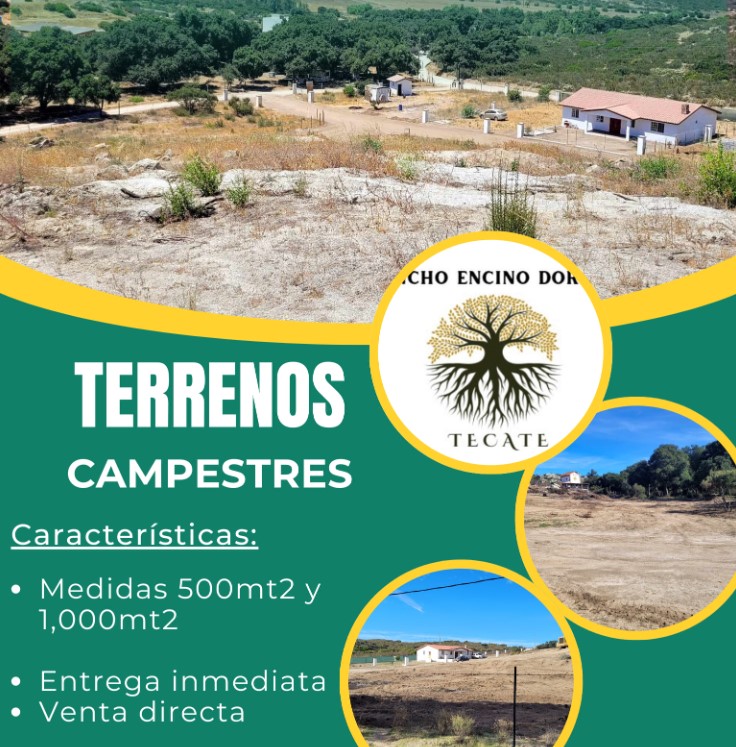 CHO ENCINO DOR
TECATE
TERRENOS
CAMPESTRES
Características:
• Medidas 500mt2 y
1,000mt2
• Entrega inmediata
• Venta directa